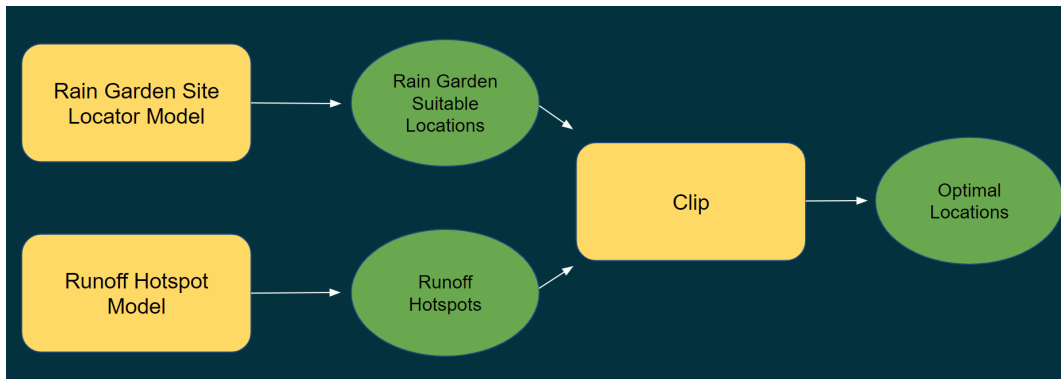 Rain Garden Site
Locator Model
Rain Garden
Suitable
Locations
Clip
Optimal
Locations
Runoff Hotspot
Model
Runoff
Hotspots